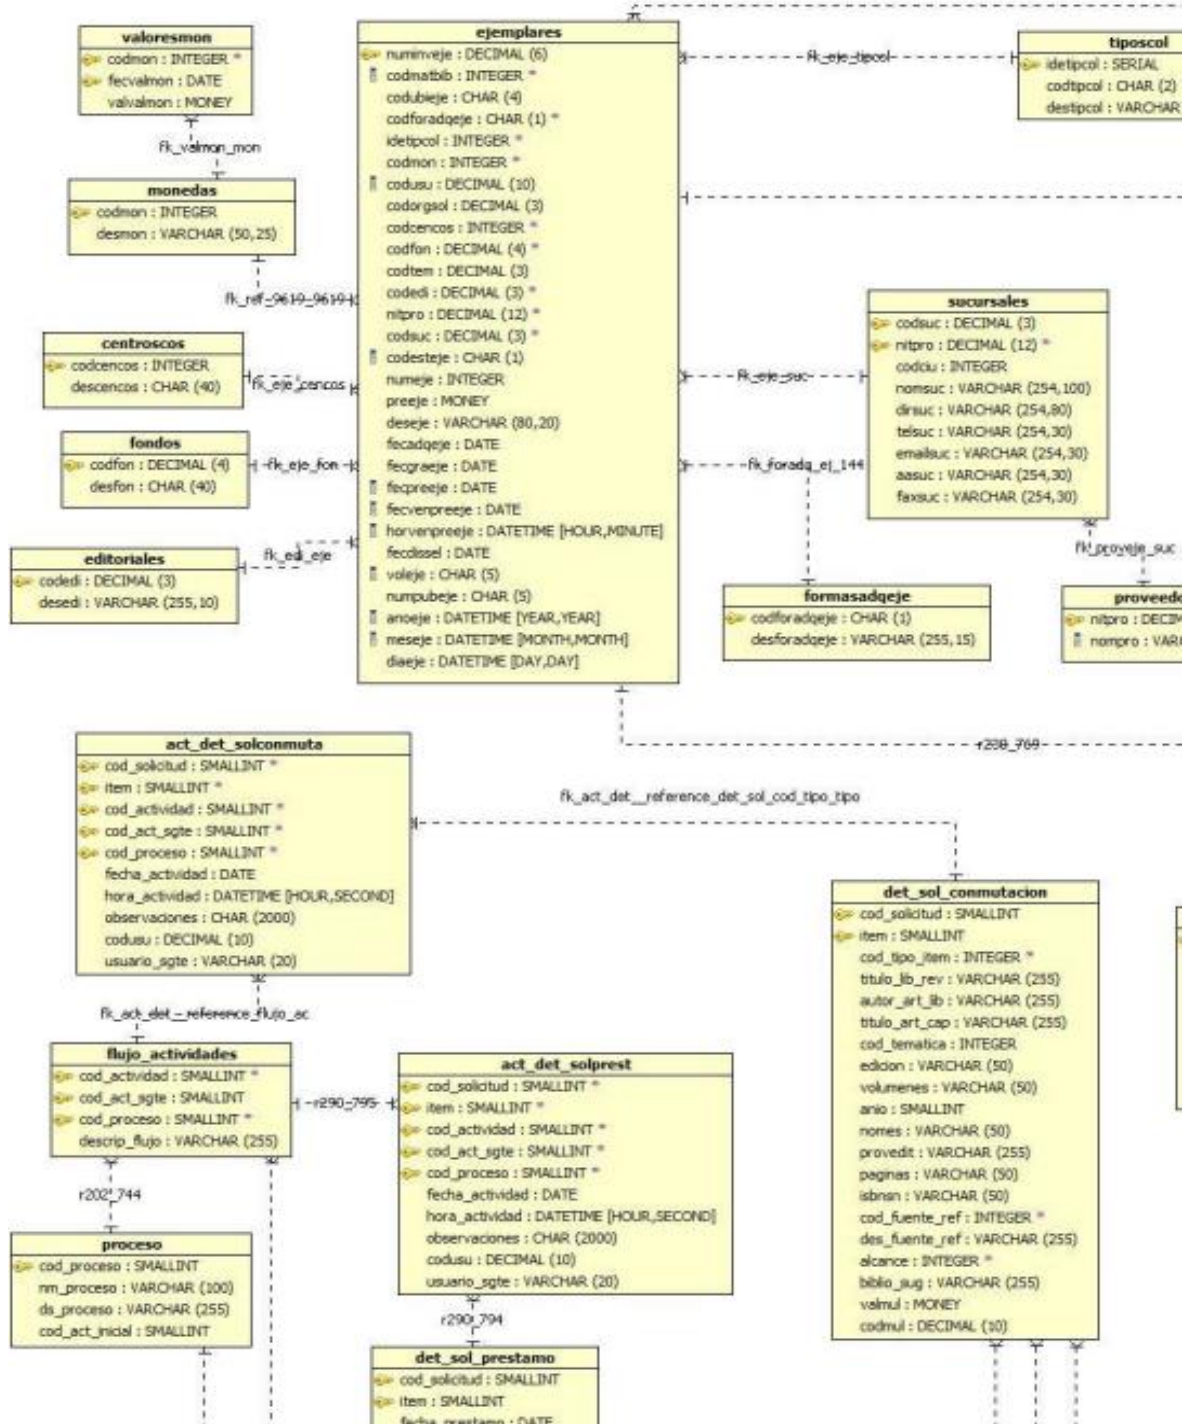 valoresmon
codmon : INTEGER *
fecvalmon : DATE
valvalmon : MONEY
fk_valmon_mon
monedas
codmon : INTEGER
desmon : VARCHAR (50,25)
fk_ref-9619_9619
centroscos
codcencos : INTEGER
descencos : CHAR (40)
fk_eje_cencos
fondos
codfon : DECIMAL (4)
desfon : CHAR (40)
fk_eje_fon
editoriales
codedi : DECIMAL (3)
desedi : VARCHAR (255,10)
fk_edi_eje
ejemplares
numinveje : DECIMAL (6)
codmatbib : INTEGER *
codubieje : CHAR (4)
codforadqeje : CHAR (1) *
idetipcol : INTEGER *
codmon : INTEGER *
codusu : DECIMAL (10)
codorgsol : DECIMAL (3)
codcencos : INTEGER *
codfon : DECIMAL (4) *
codtem : DECIMAL (3)
codedi : DECIMAL (3) *
nitpro : DECIMAL (12) *
codsuc : DECIMAL (3) *
codesteje : CHAR (1)
numeje : INTEGER
preeje : MONEY
deseje : VARCHAR (80,20)
fecadqeje : DATE
fecgraeje : DATE
fecpreeje : DATE
fecvenpreeje : DATE
horvenpreeje : DATETIME [HOUR,MINUTE]
fecdissel : DATE
voleje : CHAR (5)
numpubeje : CHAR (5)
anoeje : DATETIME [YEAR,YEAR]
meseje : DATETIME [MONTH,MONTH]
diaeje : DATETIME [DAY,DAY]
fk_eje_tipcol
tiposcol
idetipcol : SERIAL
codtipcol : CHAR (2)
destipcol : VARCHAR
sucursales
codsuc : DECIMAL (3)
nitpro : DECIMAL (12) *
codciu : INTEGER
nomsuc : VARCHAR (254,100)
dirsuc : VARCHAR (254,80)
telsuc : VARCHAR (254,30)
emailsuc : VARCHAR (254,30)
aasuc : VARCHAR (254,30)
faxsuc : VARCHAR (254,30)
fk_eje_suc
fk_foradq_ej_144
fk_proveje_suc
formasadqeje
codforadqeje : CHAR (1)
desforadqeje : VARCHAR (255,15)
proveedo
nitpro : DECIM
nompro : VAR
r238_769
act_det_solconmuta
cod_solicitud : SMALLINT *
item : SMALLINT *
cod_actividad : SMALLINT *
cod_act_sgte : SMALLINT *
cod_proceso : SMALLINT *
fecha_actividad : DATE
hora_actividad : DATETIME [HOUR,SECOND]
observaciones : CHAR (2000)
codusu : DECIMAL (10)
usuario_sgte : VARCHAR (20)
fk_act_det__reference_det_sol_cod_tipo_tipo
fk_act_det__reference_flujo_ac
flujo_actividades
cod_actividad : SMALLINT *
cod_act_sgte : SMALLINT
cod_proceso : SMALLINT *
descrip_flujo : VARCHAR (255)
r290_795
r202_744
proceso
cod_proceso : SMALLINT
nm_proceso : VARCHAR (100)
ds_proceso : VARCHAR (255)
cod_act_inicial : SMALLINT
act_det_solprest
cod_solicitud : SMALLINT *
item : SMALLINT *
cod_actividad : SMALLINT *
cod_act_sgte : SMALLINT *
cod_proceso : SMALLINT *
fecha_actividad : DATE
hora_actividad : DATETIME [HOUR,SECOND]
observaciones : CHAR (2000)
codusu : DECIMAL (10)
usuario_sgte : VARCHAR (20)
r290_794
det_sol_prestamo
cod_solicitud : SMALLINT
item : SMALLINT
fecha_prestamo : DATE
det_sol_conmutacion
cod_solicitud : SMALLINT
item : SMALLINT
cod_tipo_item : INTEGER *
titulo_lib_rev : VARCHAR (255)
autor_art_lib : VARCHAR (255)
titulo_art_cap : VARCHAR (255)
cod_tematica : INTEGER
edicion : VARCHAR (50)
volumenes : VARCHAR (50)
anio : SMALLINT
nomes : VARCHAR (50)
provedit : VARCHAR (255)
paginas : VARCHAR (50)
isbnsn : VARCHAR (50)
cod_fuente_ref : INTEGER *
des_fuente_ref : VARCHAR (255)
alcance : INTEGER *
biblio_sug : VARCHAR (255)
valmul : MONEY
codmul : DECIMAL (10)